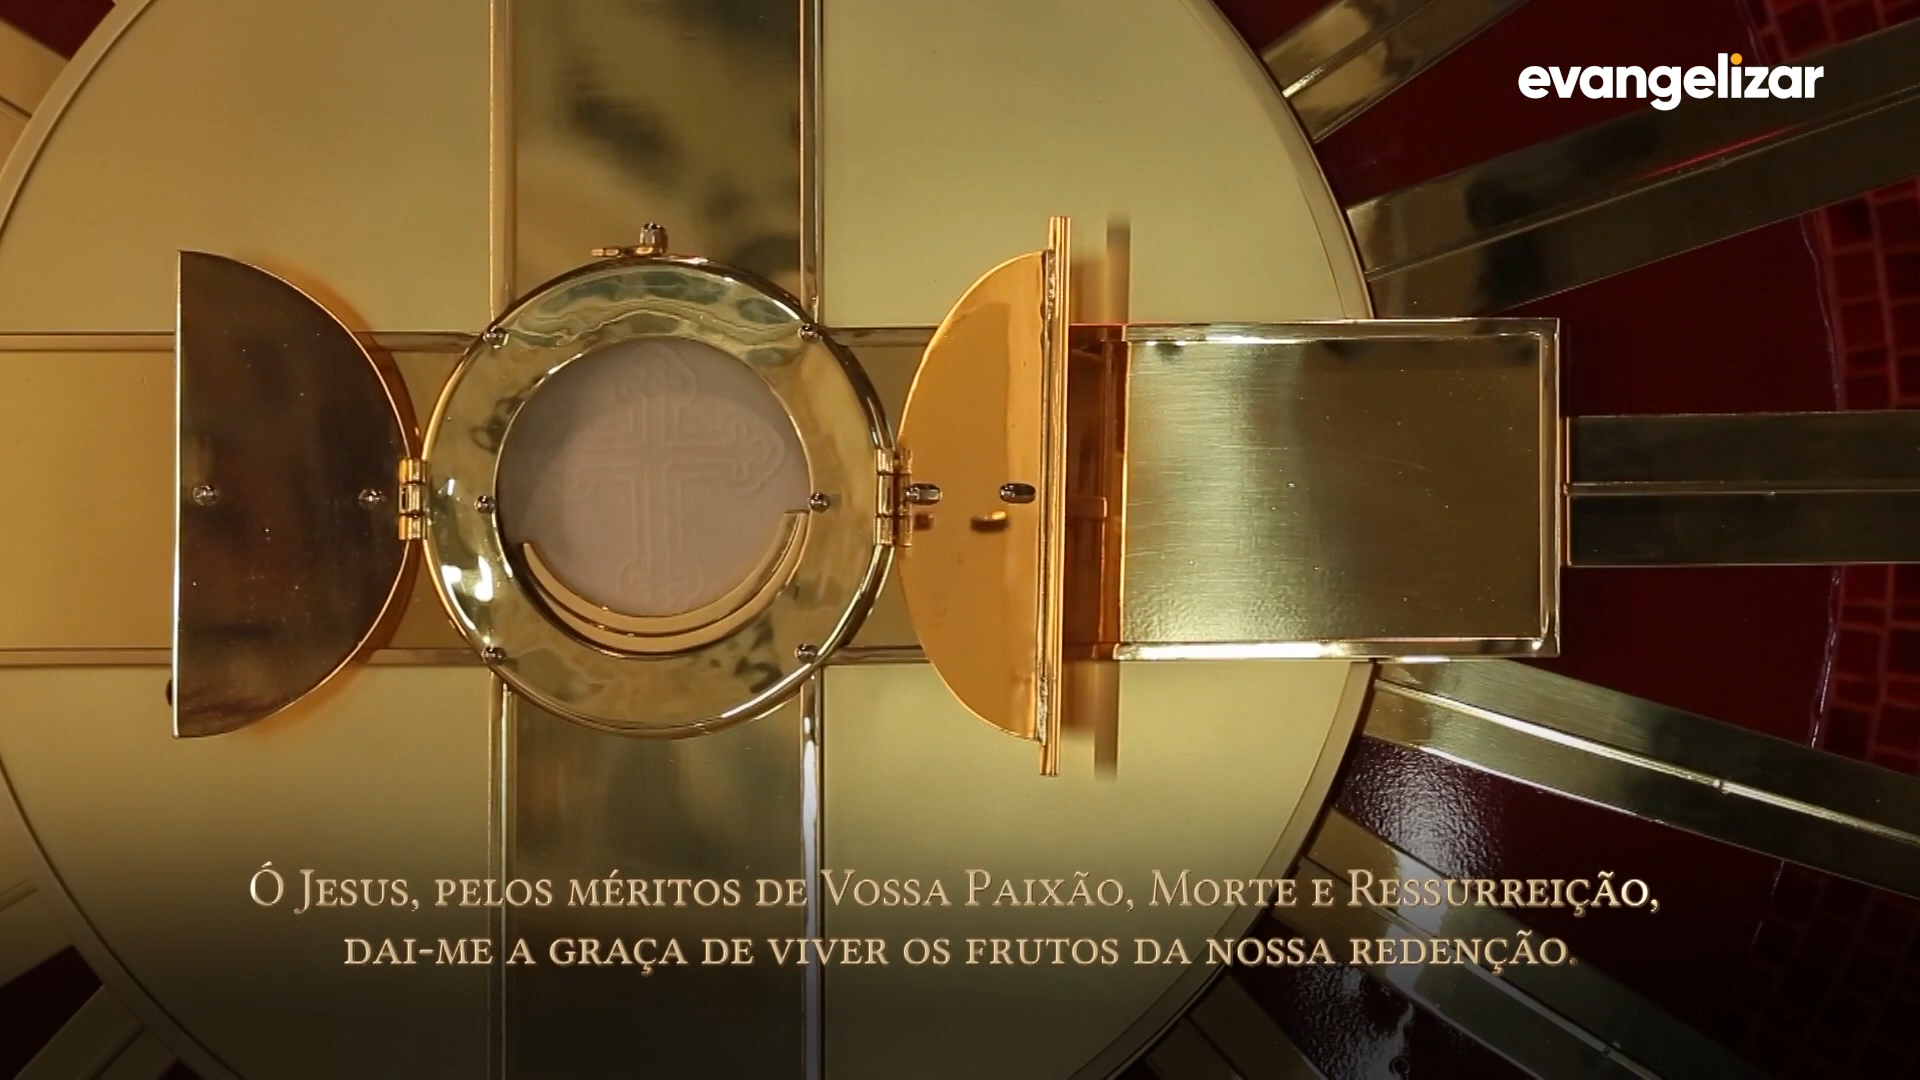 evangelizar
Ó Jesus, pelos méritos de Vossa Paixão, Morte e Ressurreição,
dai-me a graça de viver os frutos da nossa redenção.